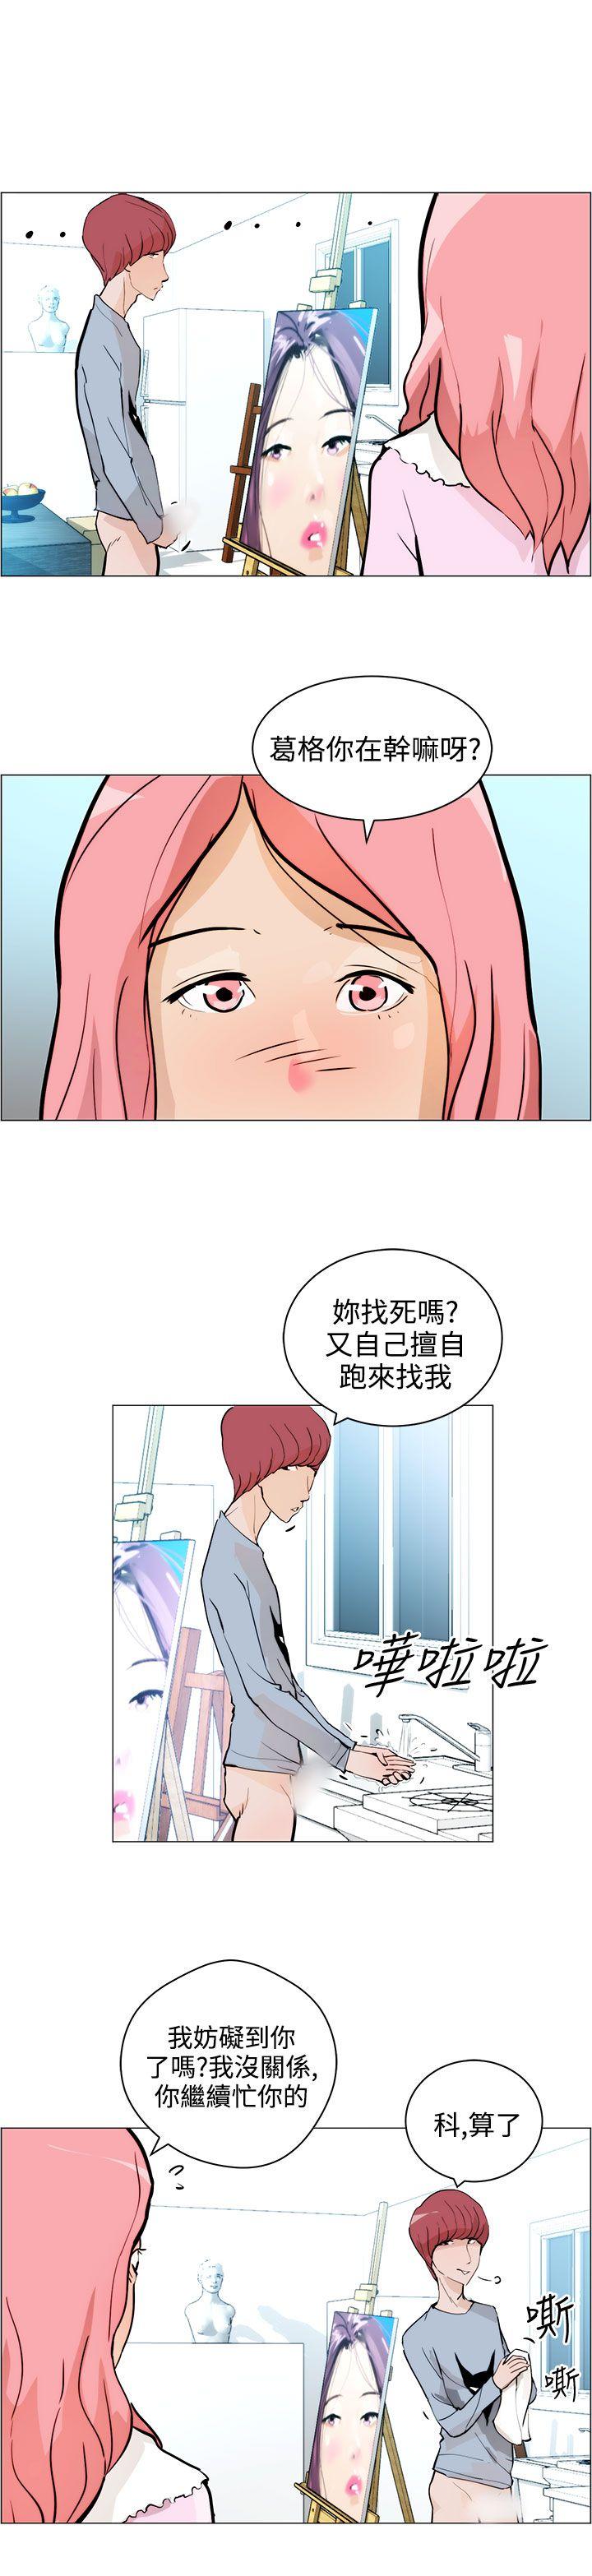 葛格你在幹嘛呀?
妳找死嗎?
又自己擅自
跑來找我
嘩啦啦
我妨礙到你
了嗎?我沒關係,
你繼續忙你的
科,算了
嘶
嘶